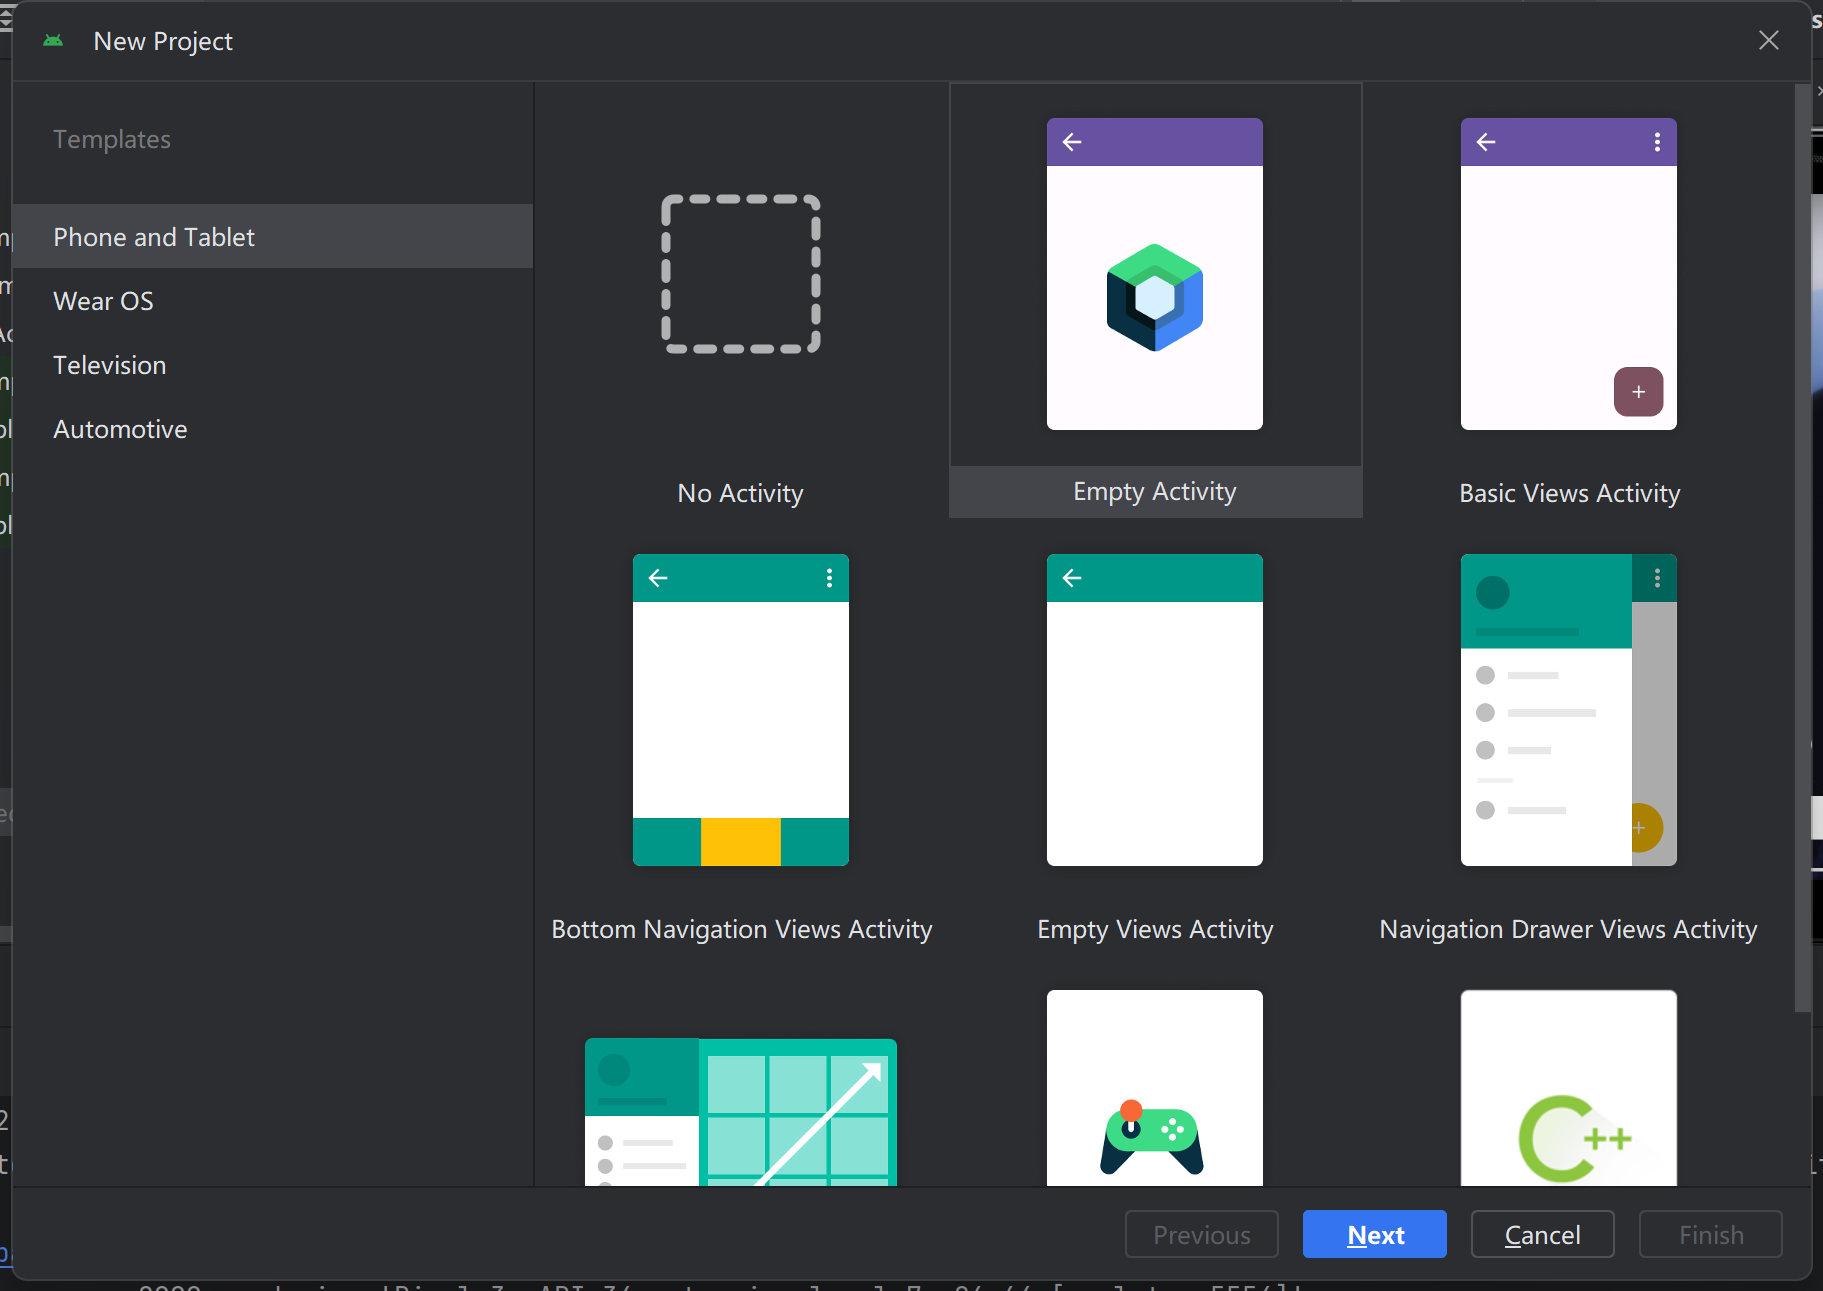 New Project
Templates
Phone and Tablet
Wear OS
Television
Automotive
No Activity
Empty Activity
Basic Views Activity
Bottom Navigation Views Activity
Empty Views Activity
Navigation Drawer Views Activity
C++
Previous
Next
Cancel
Finish